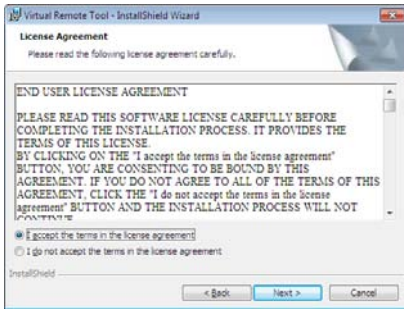 Virtual Remote Tool - InstallShield Wizard
License Agreement
Please read the following license agreement carefully.
END USER LICENSE AGREEMENT
PLEASE READ THIS SOFTWARE LICENSE CAREFULLY BEFORE
COMPLETING THE INSTALLATION PROCESS. IT PROVIDES THE
TERMS OF THIS LICENSE.
BY CLICKING ON THE "I accept the terms in the license agreement"
BUTTON, YOU ARE CONSENTING TO BE BOUND BY THIS
AGREEMENT. IF YOU DO NOT AGREE TO ALL OF THE TERMS OF THIS
AGREEMENT, CLICK THE "I do not accept the terms in the license
agreement" BUTTON AND THE INSTALLATION PROCESS WILL NOT
CONTINUE
I accept the terms in the license agreement
I do not accept the terms in the license agreement
InstallShield
< Back Next > Cancel